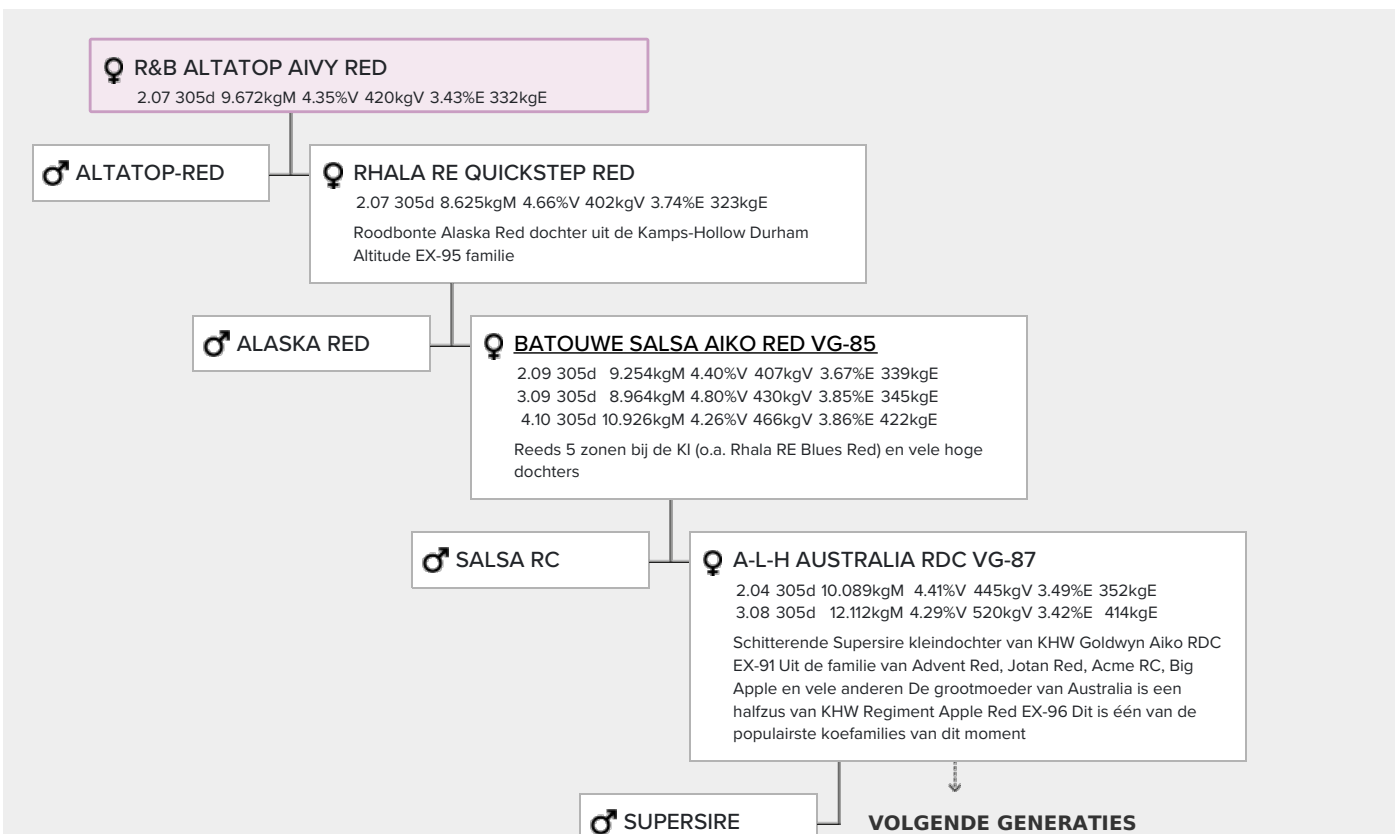 R&B ALTATOP AIVY RED
2.07 305d 9.672kgM 4.35%V 420kgV 3.43%E 332kgE
ALTATOP-RED
RHALA RE QUICKSTEP RED
2.07 305d 8.625kgM 4.66%V 402kgV 3.74%E 323kgE
Roodbonte Alaska Red dochter uit de Kamps-Hollow Durham
Altitude EX-95 familie
ALASKA RED
BATOUWE SALSA AIKO RED VG-85
2.09 305d 9.254kgM 4.40%V 407kgV 3.67%E 339kgE
3.09 305d 8.964kgM 4.80%V 430kgV 3.85%E 345kgE
4.10 305d 10.926kgM 4.26%V 466kgV 3.86%E 422kgE
Reeds 5 zonen bij de KI (o.a. Rhala RE Blues Red) en vele hoge
dochters
SALSA RC
A-L-H AUSTRALIA RDC VG-87
2.04 305d 10.089kgM 4.41%V 445kgV 3.49%E 352kgE
3.08 305d 12.112kgM 4.29%V 520kgV 3.42%E 414kgE
Schitterende Supersire kleindochter van KHW Goldwyn Aiko RDC
EX-91 Uit de familie van Advent Red, Jotan Red, Acme RC, Big
Apple en vele anderen De grootmoeder van Australia is een
halfzus van KHW Regiment Apple Red EX-96 Dit is één van de
populairste koefamilies van dit moment
SUPERSIRE
VOLGENDE GENERATIES